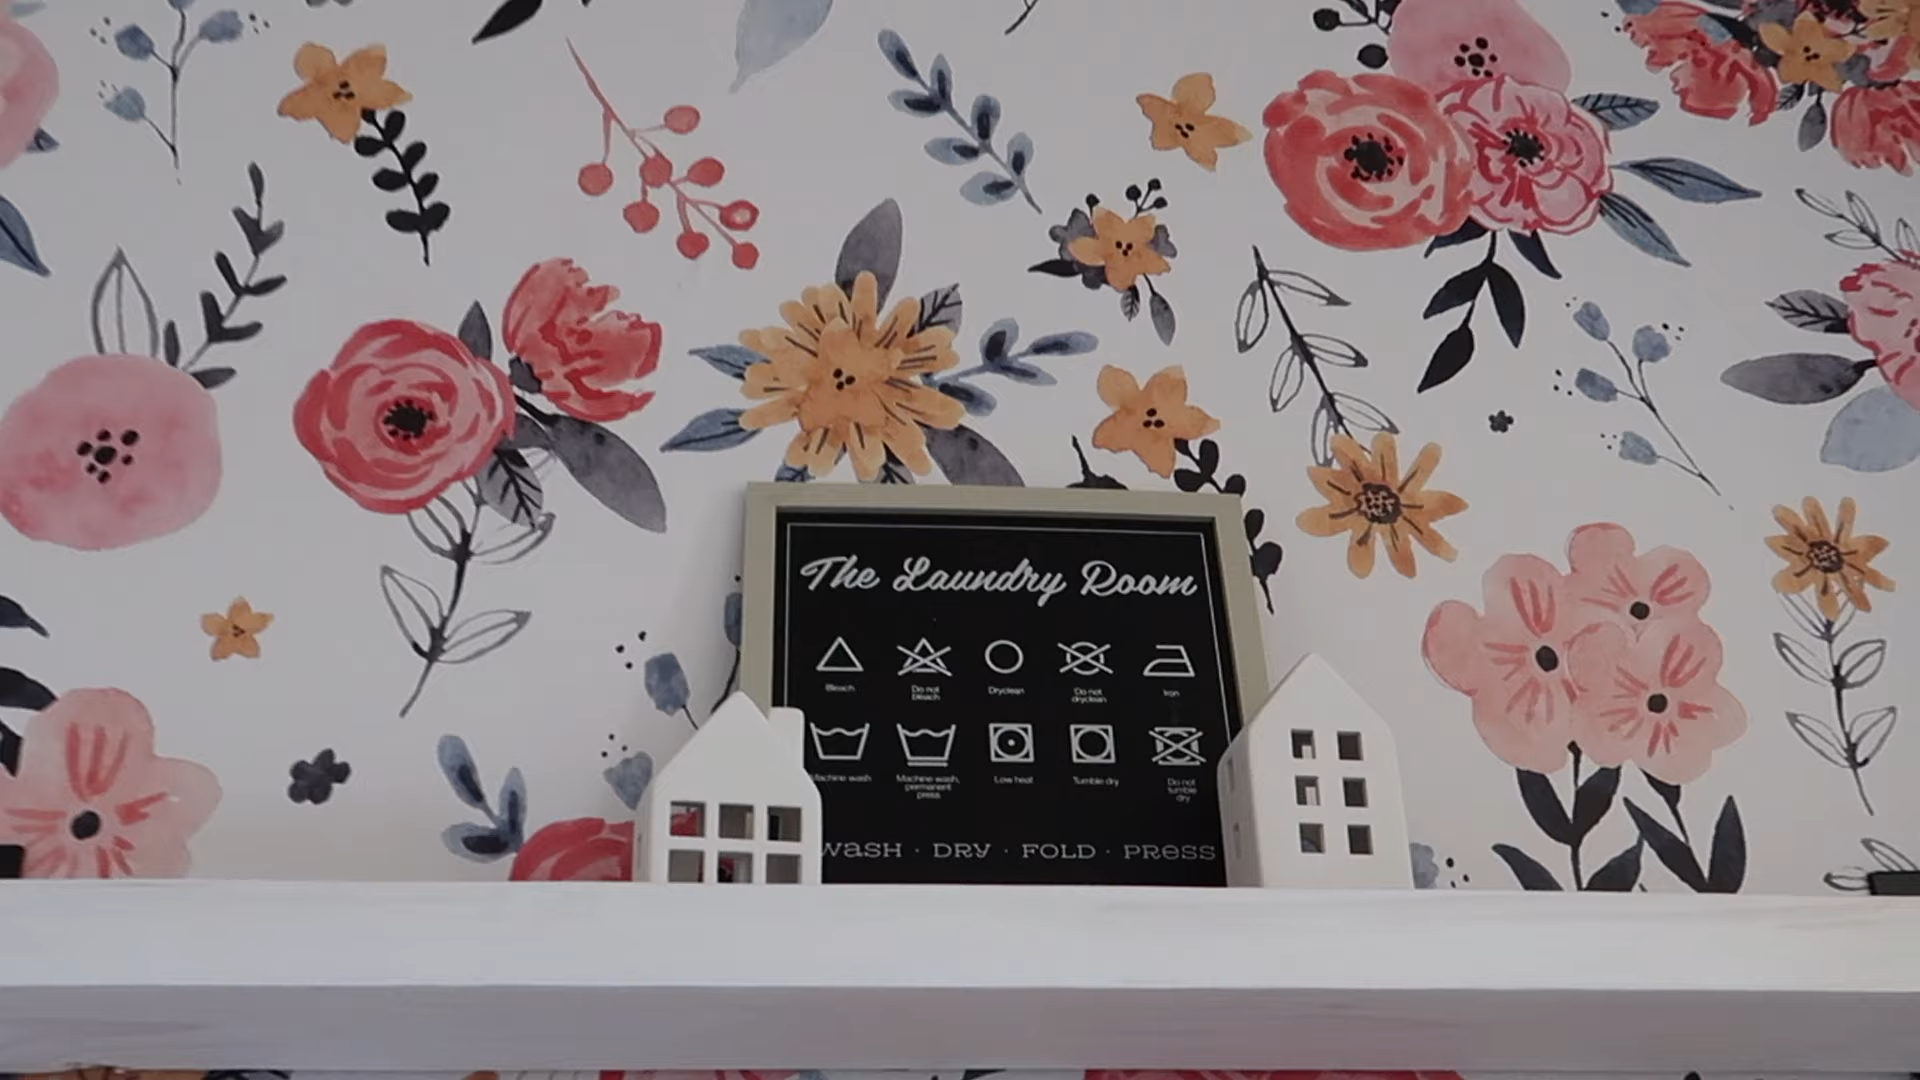 The Laundry Room
Bleach
Do not
bleach
Dryclean
Do not
dryclean
Iron
Machine wash
Machine wash,
permanent
press
Low heat
Tumble dry
Do not
tumble
dry
WASH · DRY · FOLD · PRESS